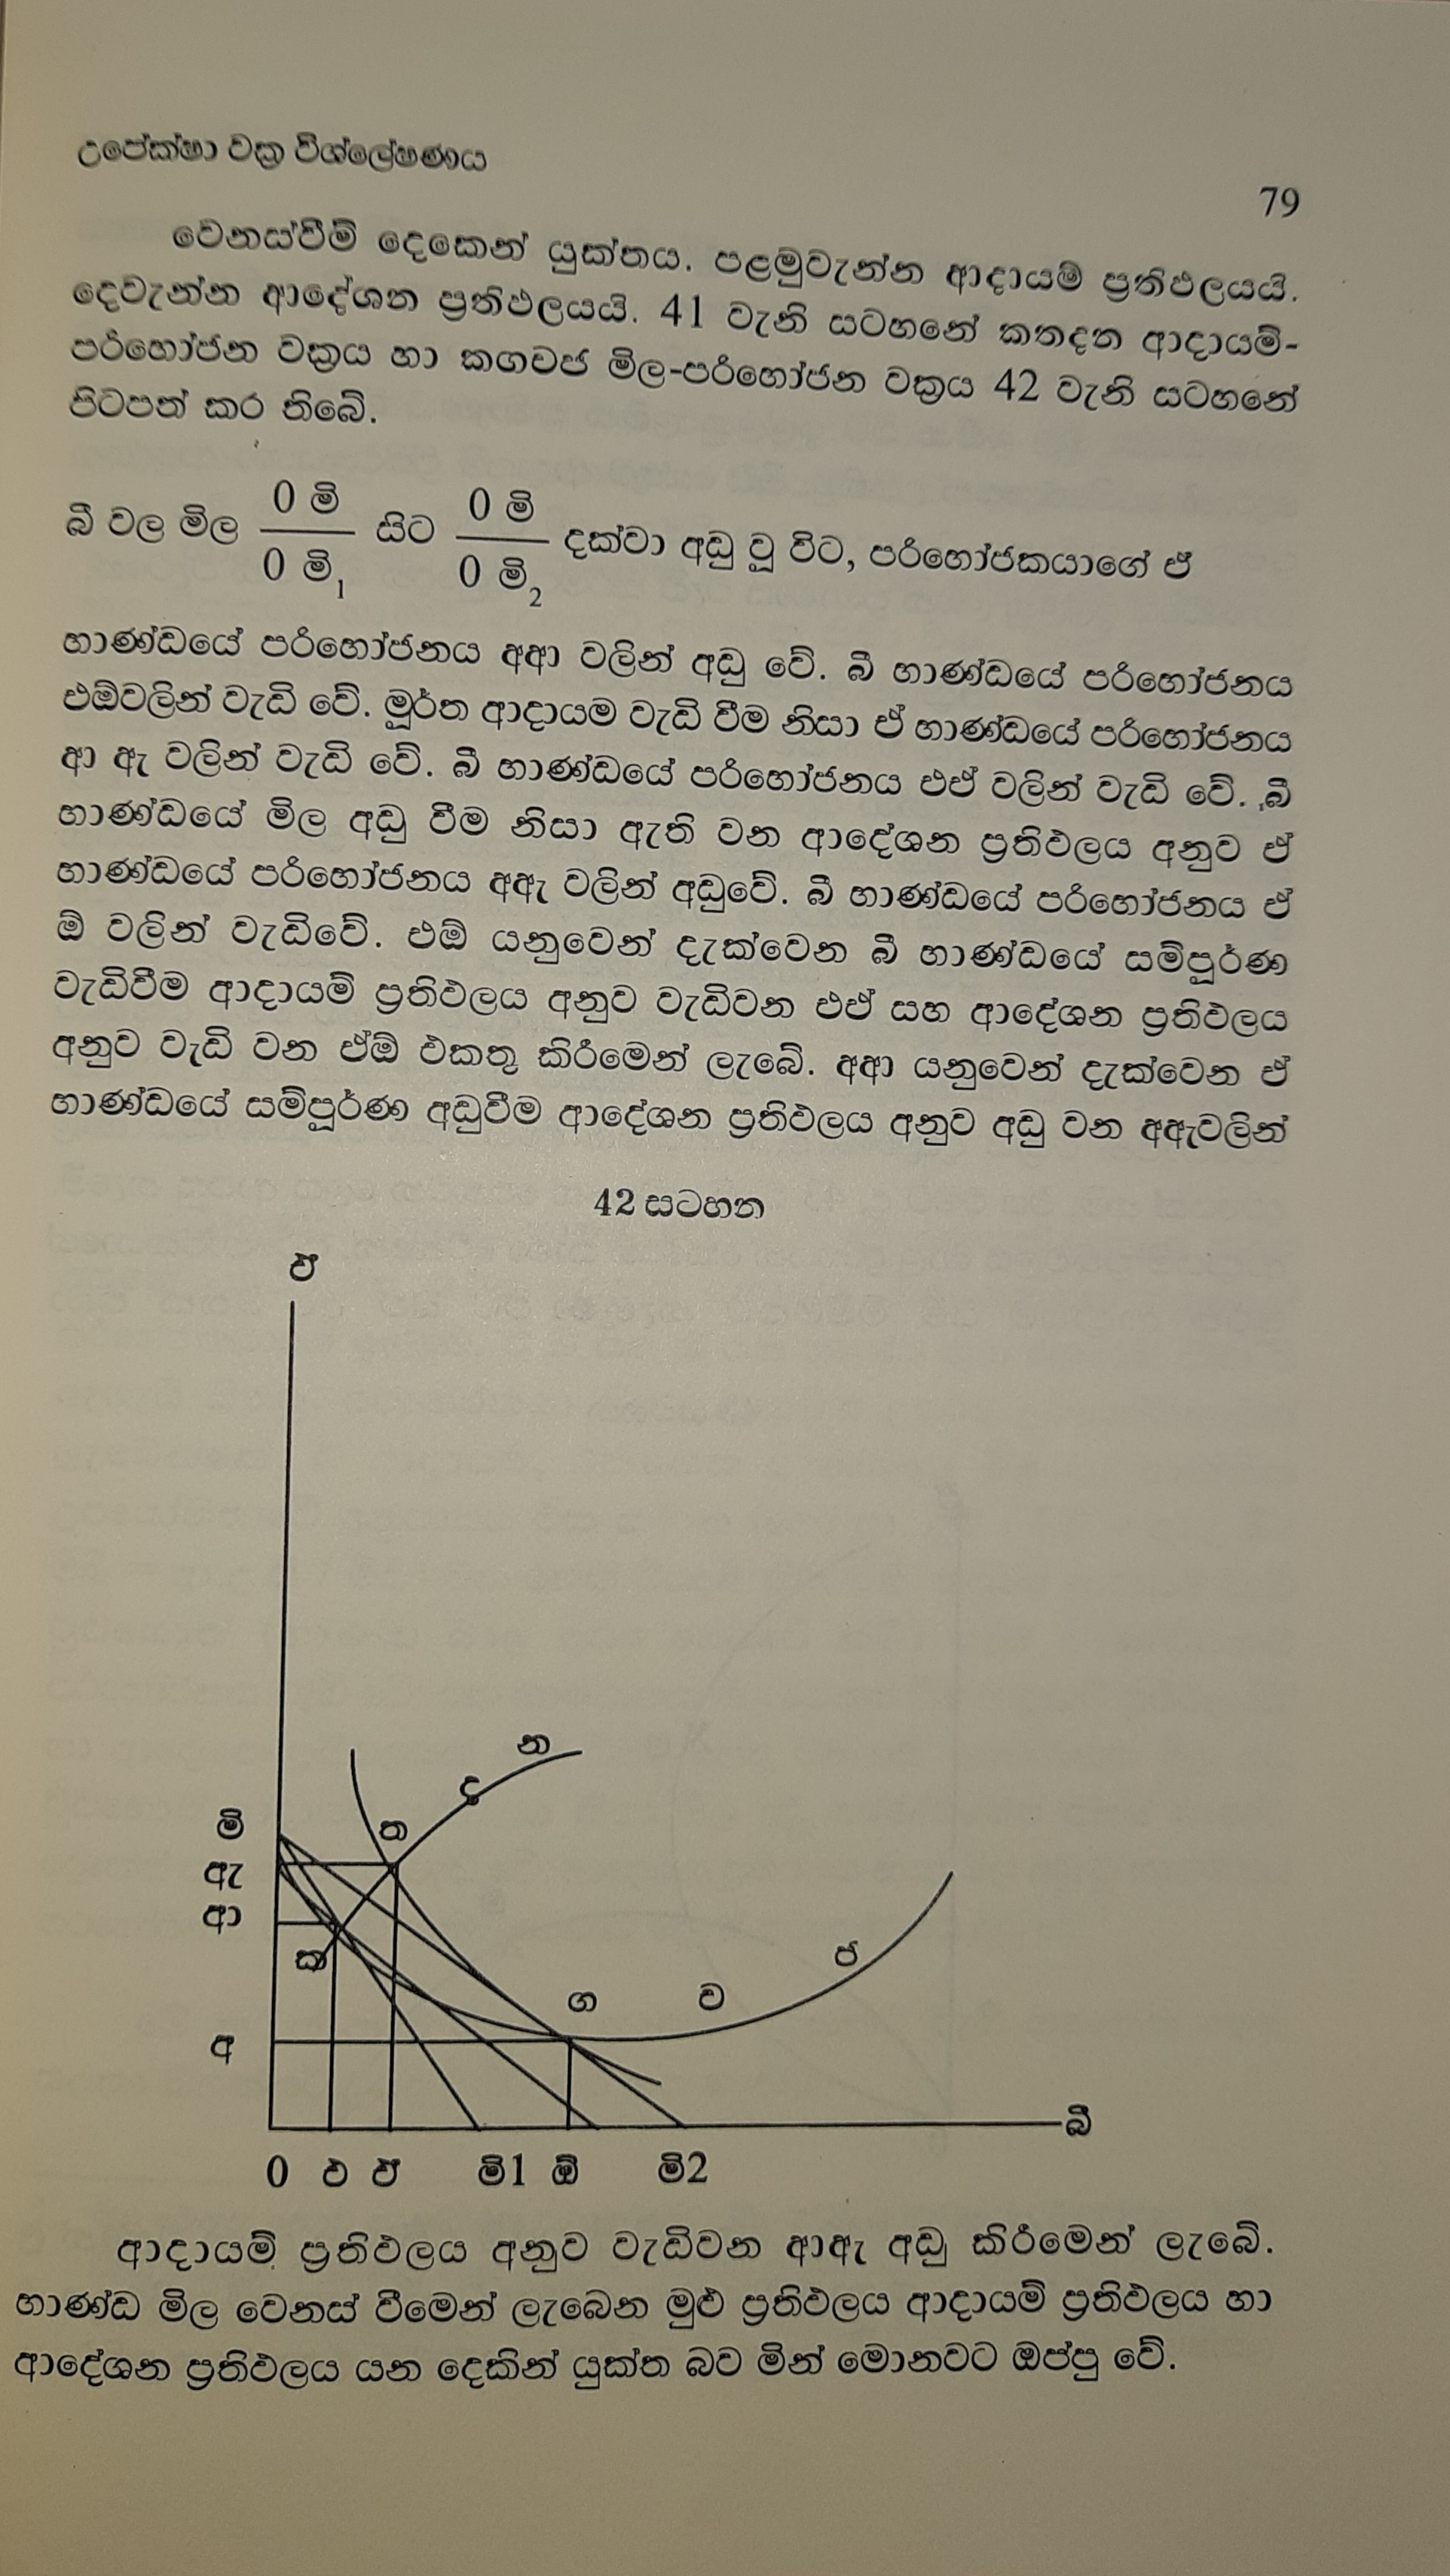 උපේක්ෂා වක්‍ර විශ්ලේෂණය
79
වෙනස්වීම් දෙකෙන් යුක්තය. පළමුවැන්න ආදායම් ප්‍රතිඵලයයි.
දෙවැන්න ආදේශන ප්‍රතිඵලයයි. 41 වැනි සටහනේ කතදන ආදායම්-
පරිභෝජන වක්‍රය හා කගචජ මිල-පරිභෝජන වක්‍රය 42 වැනි සටහනේ
පිටපත් කර තිබේ.
බී වල මිල 0 මි / 0 මි₁ සිට 0 මි / 0 මි₂ දක්වා අඩු වූ විට, පරිභෝජකයාගේ ඒ
භාණ්ඩයේ පරිභෝජනය අආ වලින් අඩු වේ. බී භාණ්ඩයේ පරිභෝජනය
එඕවලින් වැඩි වේ. මූර්ත ආදායම වැඩි වීම නිසා ඒ භාණ්ඩයේ පරිභෝජනය
ආ ඇ වලින් වැඩි වේ. බී භාණ්ඩයේ පරිභෝජනය එඒ වලින් වැඩි වේ. බී
භාණ්ඩයේ මිල අඩු වීම නිසා ඇති වන ආදේශන ප්‍රතිඵලය අනුව ඒ
භාණ්ඩයේ පරිභෝජනය අඇ වලින් අඩුවේ. බී භාණ්ඩයේ පරිභෝජනය ඒ
ඕ වලින් වැඩිවේ. එඕ යනුවෙන් දැක්වෙන බී භාණ්ඩයේ සම්පූර්ණ
වැඩිවීම ආදායම් ප්‍රතිඵලය අනුව වැඩිවන එඒ සහ ආදේශන ප්‍රතිඵලය
අනුව වැඩි වන ඒඕ එකතු කිරීමෙන් ලැබේ. අආ යනුවෙන් දැක්වෙන ඒ
භාණ්ඩයේ සම්පූර්ණ අඩුවීම ආදේශන ප්‍රතිඵලය අනුව අඩු වන අඇවලින්
42 සටහන
ඒ
න
ද
මි
ත
ඇ
ආ
ක
ජ
ග
ච
අ
බී
0 එ ඒ මි1 ඕ මි2
ආදායම් ප්‍රතිඵලය අනුව වැඩිවන ආඇ අඩු කිරීමෙන් ලැබේ.
භාණ්ඩ මිල වෙනස් වීමෙන් ලැබෙන මුළු ප්‍රතිඵලය ආදායම් ප්‍රතිඵලය හා
ආදේශන ප්‍රතිඵලය යන දෙකින් යුක්ත බව මින් මොනවට ඔප්පු වේ.